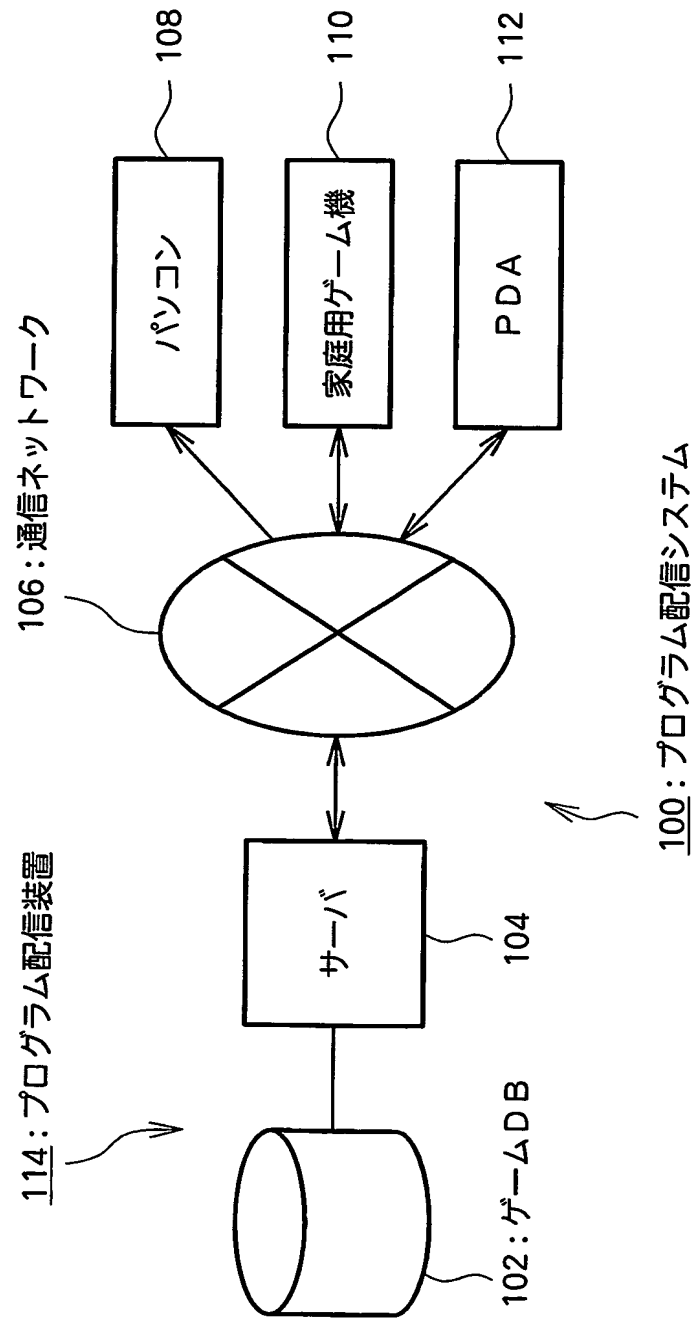 114：プログラム配信装置
106：通信ネットワーク
108
パソコン
110
家庭用ゲーム機
112
PDA
サーバ
104
102：ゲームDB
100：プログラム配信システム